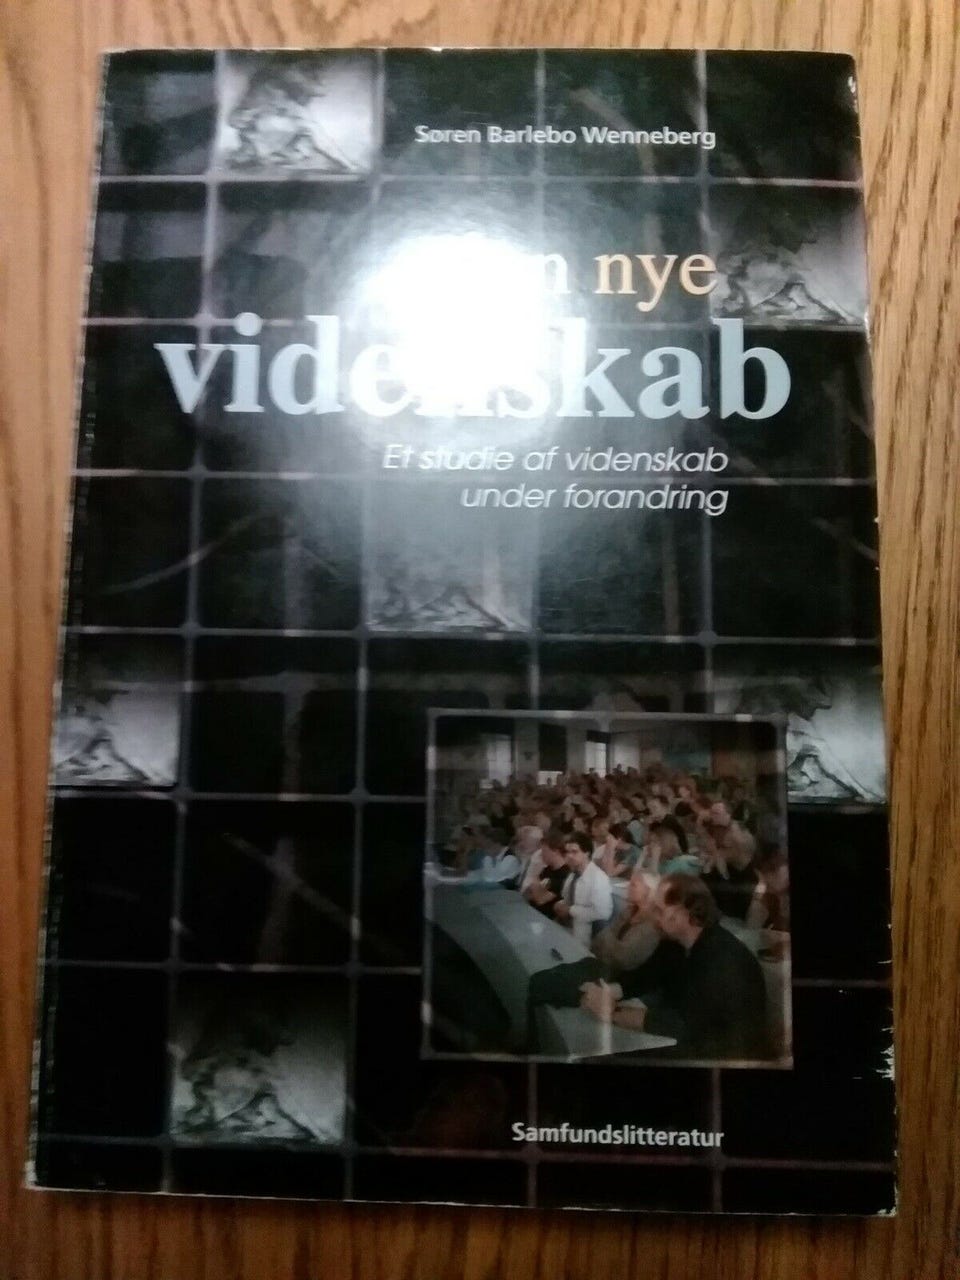 Søren Barlebo Wenneberg
nye
videnskab
Et studie af videnskab
under forandring
Samfundslitteratur